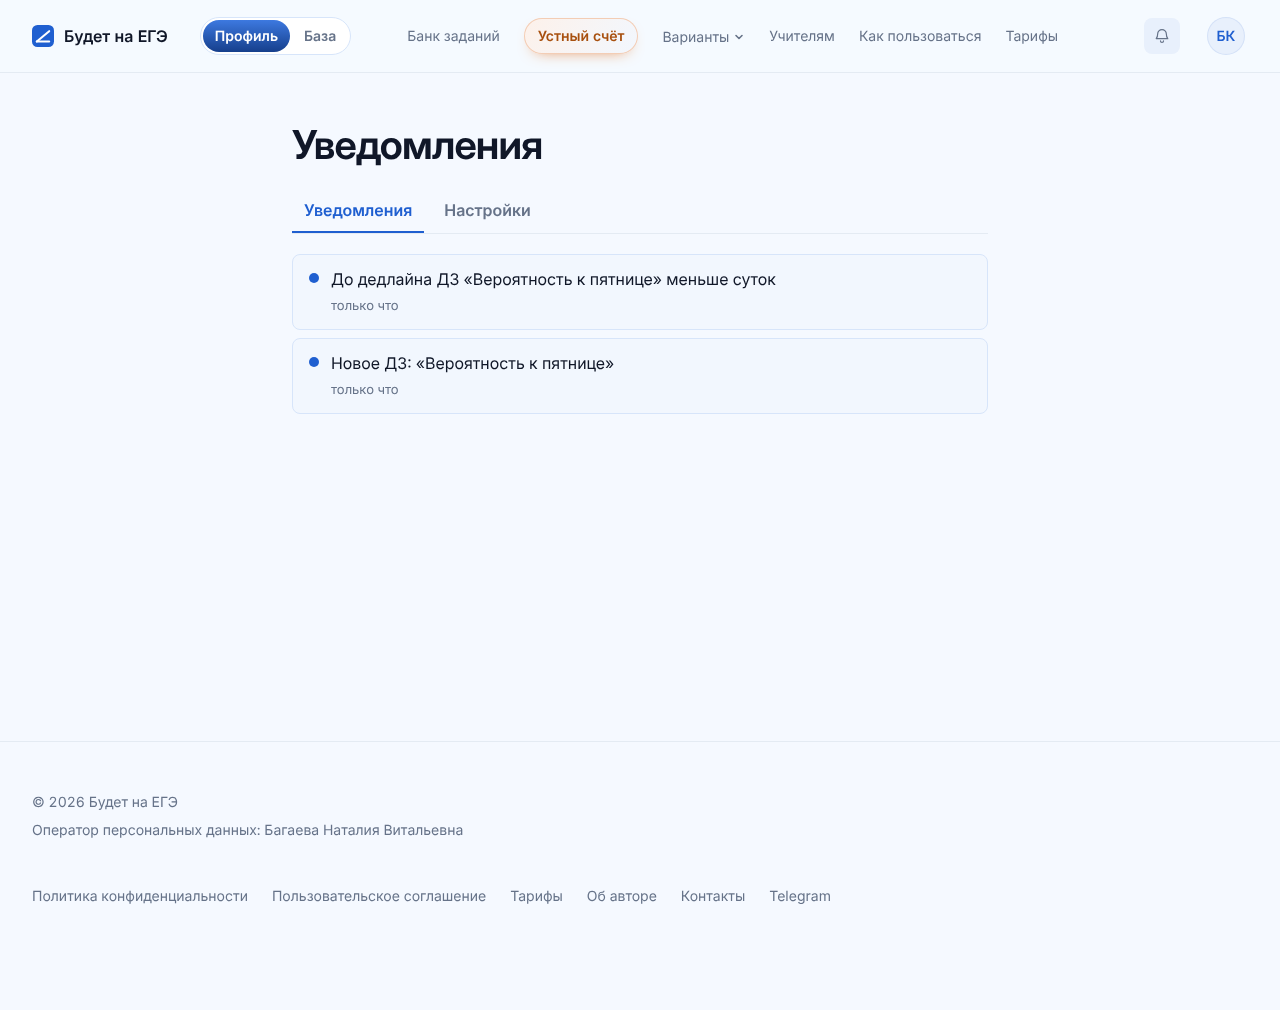 Будет на ЕГЭ
Профиль
База
Банк заданий
Устный счёт
Варианты
Учителям
Как пользоваться
Тарифы
БК
Уведомления
Уведомления
Настройки
До дедлайна ДЗ «Вероятность к пятнице» меньше суток
только что
Новое ДЗ: «Вероятность к пятнице»
только что
© 2026 Будет на ЕГЭ
Оператор персональных данных: Багаева Наталия Витальевна
Политика конфиденциальности
Пользовательское соглашение
Тарифы
Об авторе
Контакты
Telegram